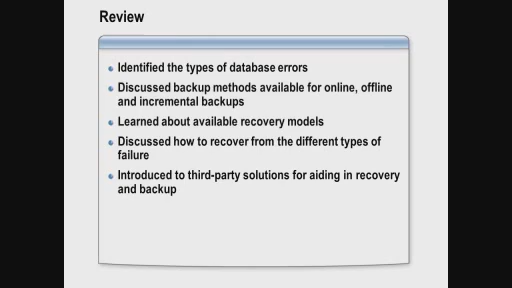 Review
Identified the types of database errors
Discussed backup methods available for online, offline
and incremental backups
Learned about available recovery models
Discussed how to recover from the different types of
failure
Introduced to third-party solutions for aiding in recovery
and backup